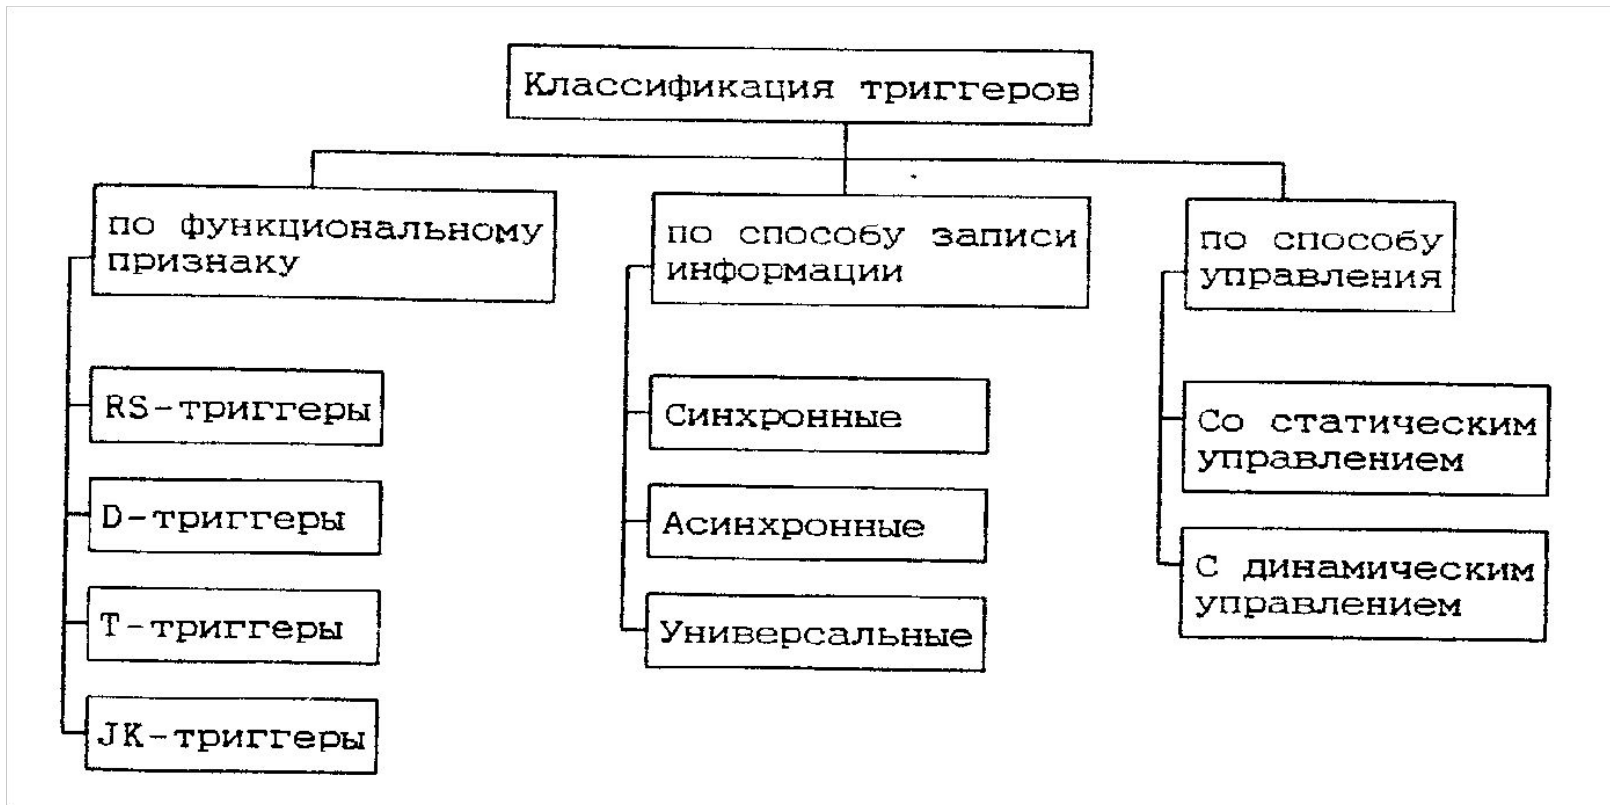 Классификация триггеров
по функциональному
признаку
RS-триггеры
D-триггеры
T-триггеры
JK-триггеры
по способу записи
информации
Синхронные
Асинхронные
Универсальные
по способу
управления
Со статическим
управлением
С динамическим
управлением